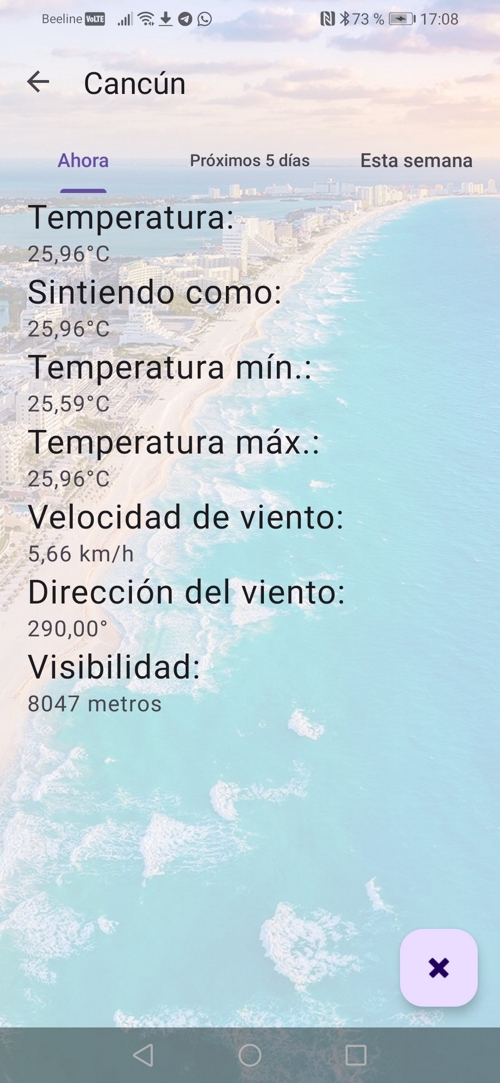 Beeline VoLTE 73 % 17:08
Cancún
Ahora Próximos 5 días Esta semana
Temperatura:
25,96°C
Sintiendo como:
25,96°C
Temperatura mín.:
25,59°C
Temperatura máx.:
25,96°C
Velocidad de viento:
5,66 km/h
Dirección del viento:
290,00°
Visibilidad:
8047 metros